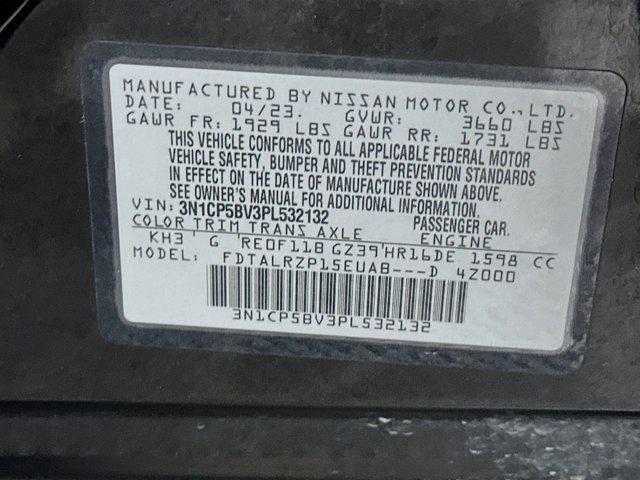 MANUFACTURED BY NISSAN MOTOR CO., LTD.
DATE: 04/23. GVWR: 3660 LBS
GAWR FR: 1929 LBS GAWR RR: 1731 LBS
THIS VEHICLE CONFORMS TO ALL APPLICABLE FEDERAL MOTOR
VEHICLE SAFETY, BUMPER AND THEFT PREVENTION STANDARDS
IN EFFECT ON THE DATE OF MANUFACTURE SHOWN ABOVE.
SEE OWNER'S MANUAL FOR ADDITIONAL INFORMATION.
VIN: 3N1CP5BV3PL532132 PASSENGER CAR.
COLOR TRIM TRANS AXLE ENGINE
KH3 G RE0F11B GZ39 HR16DE 1598 CC
MODEL: FDTALRZP15EUAB---D 4Z000
3N1CP5BV3PL532132